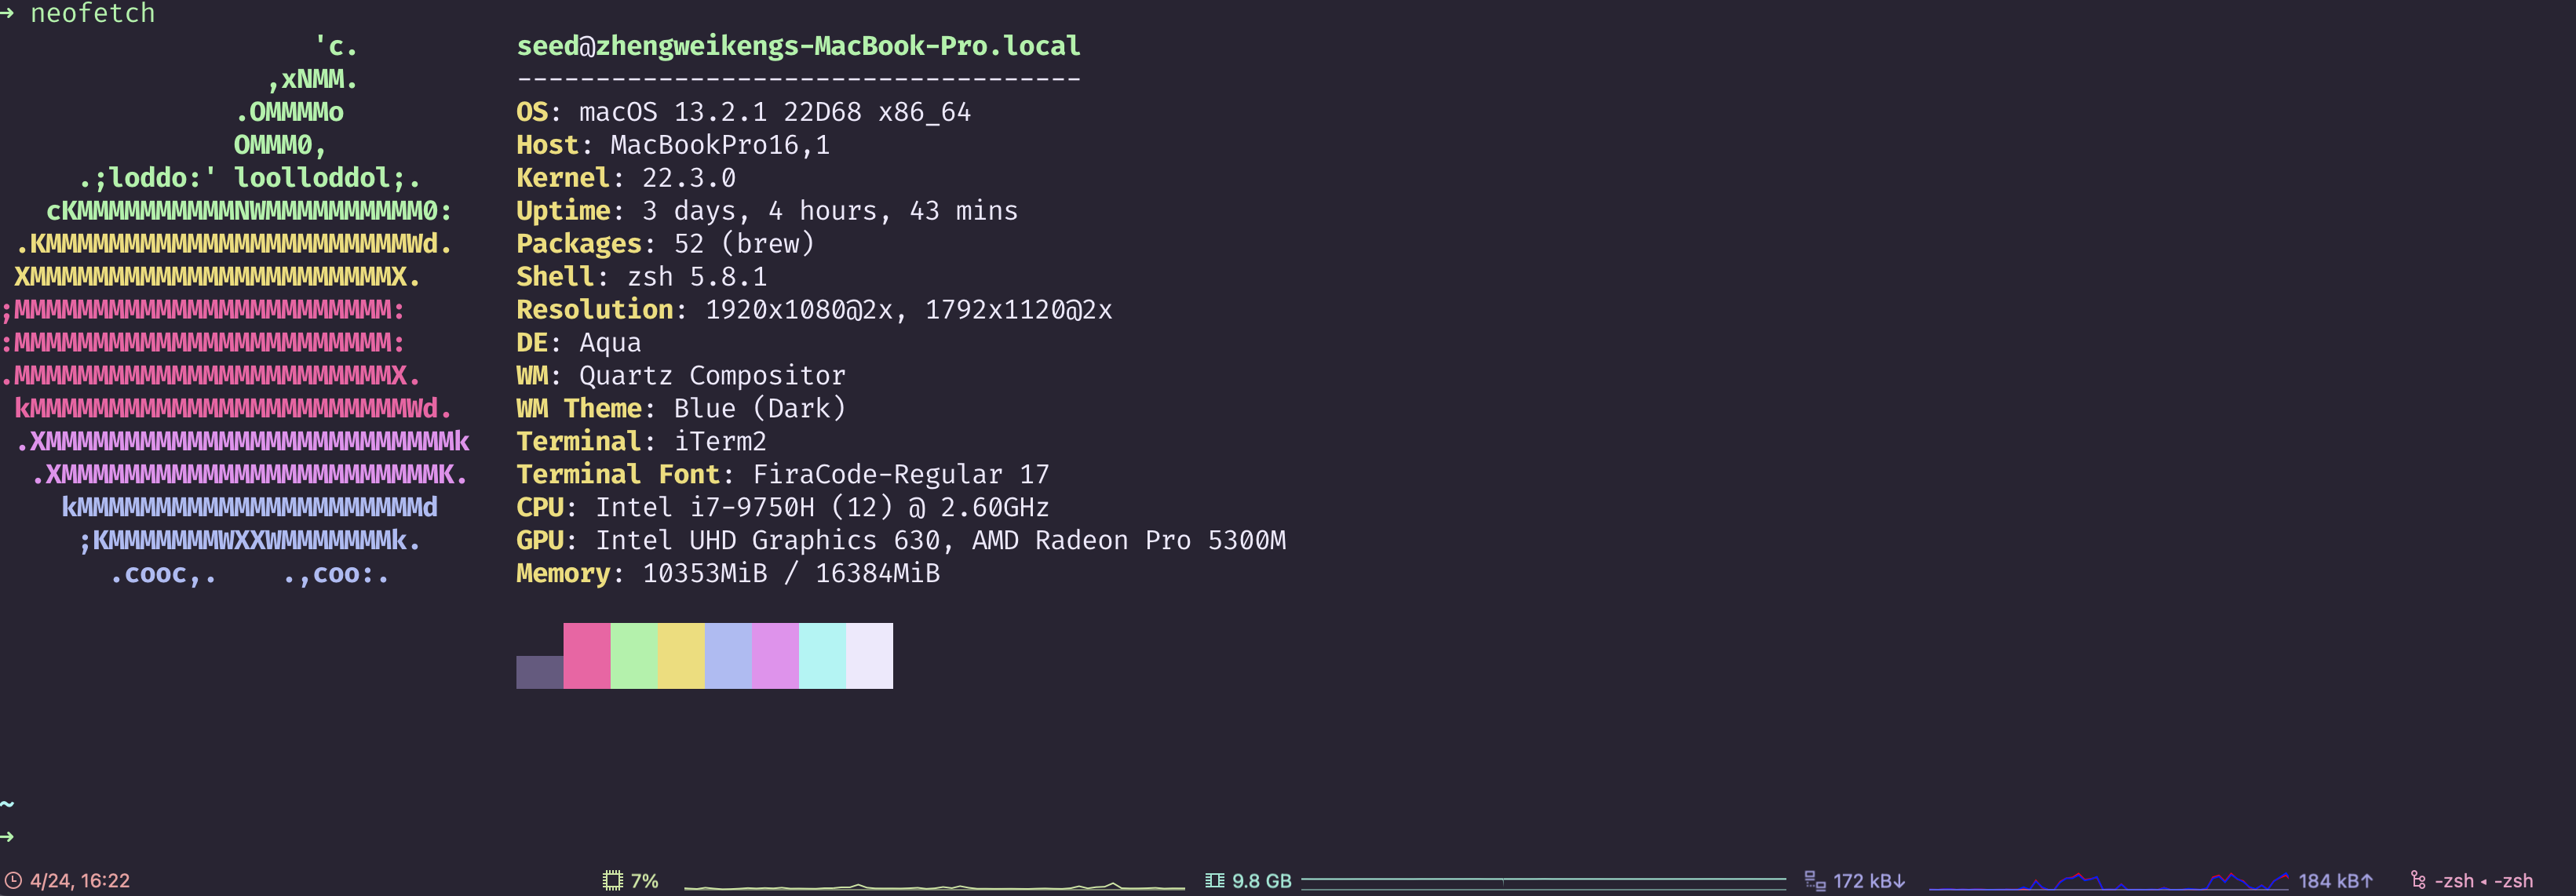 → neofetch
'c.
,xNMM.
.OMMMMo
OMMM0,
.;loddo:' loolloddol;.
cKMMMMMMMMMMNWMMMMMMMMMM0:
.KMMMMMMMMMMMMMMMMMMMMMMMWd.
XMMMMMMMMMMMMMMMMMMMMMMMX.
;MMMMMMMMMMMMMMMMMMMMMMMM:
:MMMMMMMMMMMMMMMMMMMMMMMM:
.MMMMMMMMMMMMMMMMMMMMMMMMX.
kMMMMMMMMMMMMMMMMMMMMMMMMWd.
.XMMMMMMMMMMMMMMMMMMMMMMMMMMk
.XMMMMMMMMMMMMMMMMMMMMMMMMK.
kMMMMMMMMMMMMMMMMMMMMMMd
;KMMMMMMMWXXWMMMMMMMk.
.cooc,.    .,coo:.
seed@zhengweikengs-MacBook-Pro.local
------------------------------------
OS: macOS 13.2.1 22D68 x86_64
Host: MacBookPro16,1
Kernel: 22.3.0
Uptime: 3 days, 4 hours, 43 mins
Packages: 52 (brew)
Shell: zsh 5.8.1
Resolution: 1920x1080@2x, 1792x1120@2x
DE: Aqua
WM: Quartz Compositor
WM Theme: Blue (Dark)
Terminal: iTerm2
Terminal Font: FiraCode-Regular 17
CPU: Intel i7-9750H (12) @ 2.60GHz
GPU: Intel UHD Graphics 630, AMD Radeon Pro 5300M
Memory: 10353MiB / 16384MiB
~
→
4/24, 16:22
7%
9.8 GB
172 kB↓
184 kB↑
-zsh ◂ -zsh